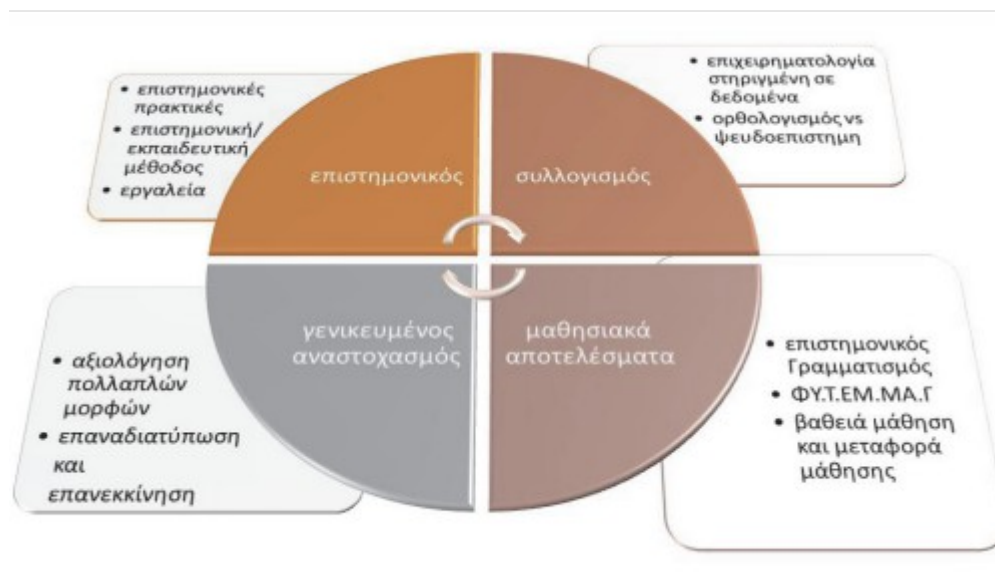 • επιστημονικές
πρακτικές
• επιστημονική/
εκπαιδευτική
μέθοδος
• εργαλεία
επιστημονικός
συλλογισμός
• επιχειρηματολογία
στηριγμένη σε
δεδομένα
• ορθολογισμός vs
ψευδοεπιστημη
• αξιολόγηση
πολλαπλών
μορφών
• επαναδιατύπωση
και
επανεκκίνηση
γενικευμένος
αναστοχασμός
μαθησιακά
αποτελέσματα
• επιστημονικός
Γραμματισμός
• ΦΥ.Τ.ΕΜ.ΜΑ.Γ
• βαθειά μάθηση
και μεταφορά
μάθησης